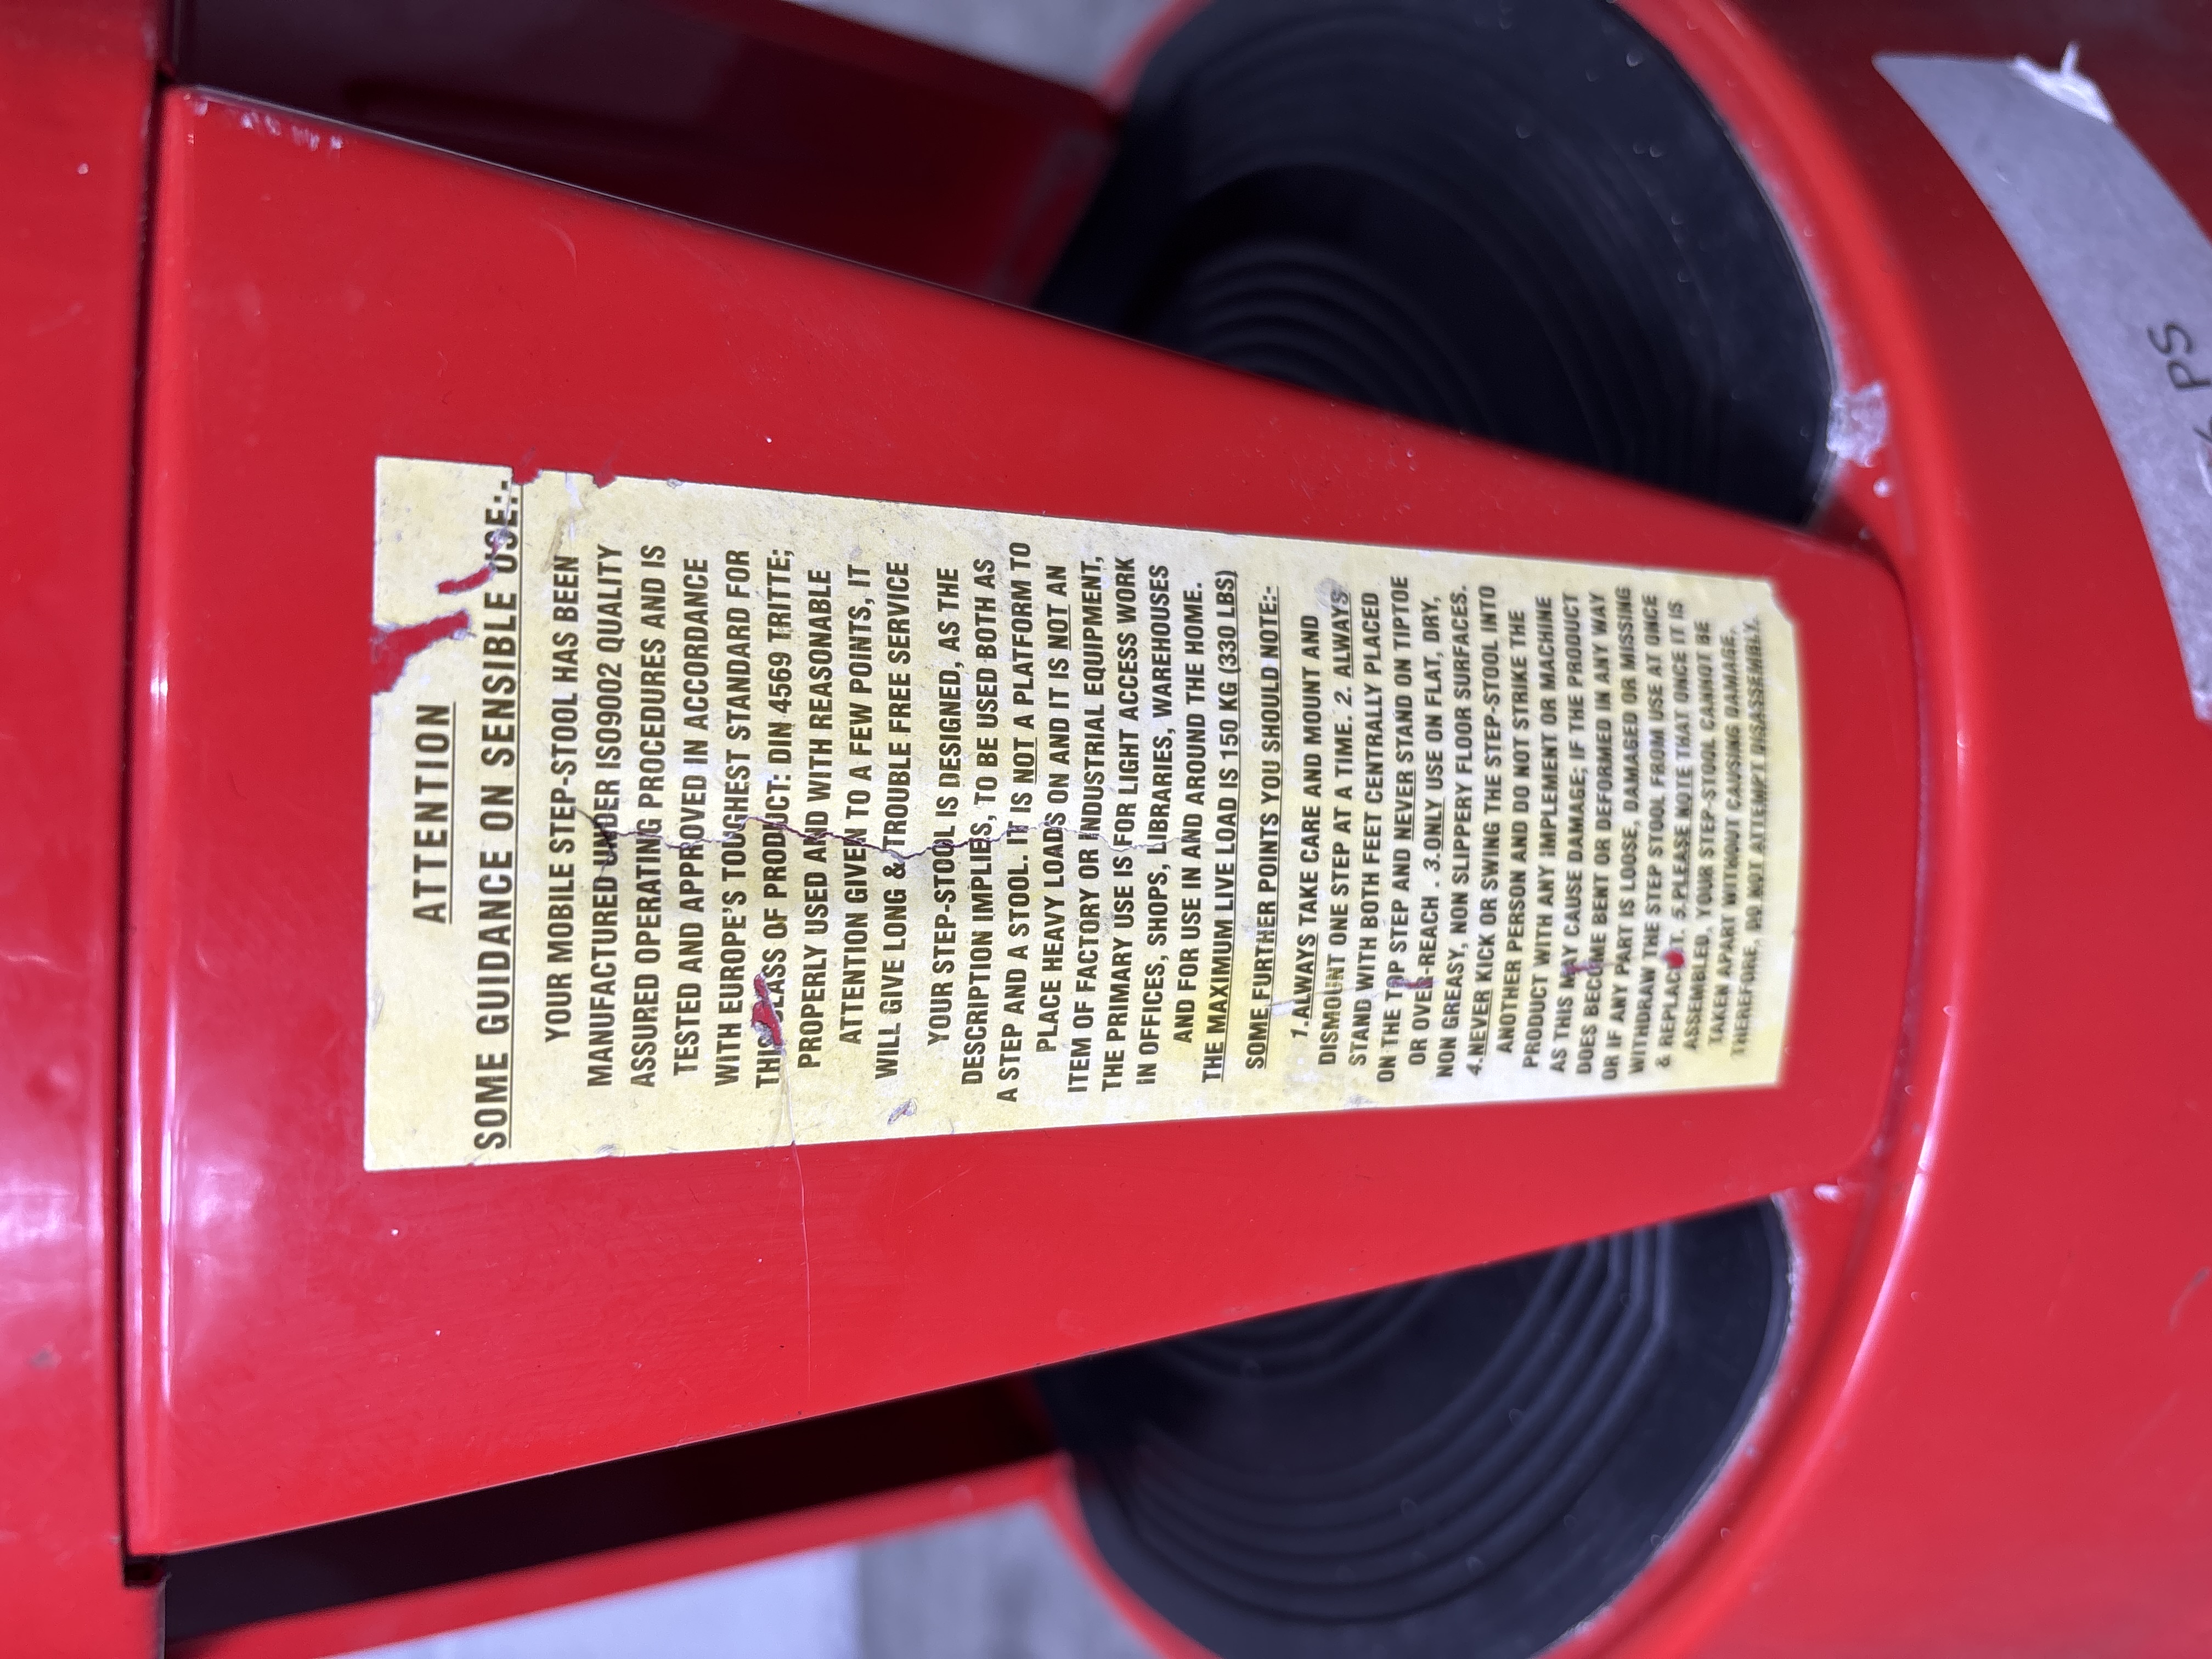 ATTENTION
SOME GUIDANCE ON SENSIBLE USE:-
YOUR MOBILE STEP-STOOL HAS BEEN
MANUFACTURED UNDER ISO9002 QUALITY
ASSURED OPERATING PROCEDURES AND IS
TESTED AND APPROVED IN ACCORDANCE
WITH EUROPE'S TOUGHEST STANDARD FOR
THIS CLASS OF PRODUCT: DIN 4569 TRITTE;
PROPERLY USED AND WITH REASONABLE
ATTENTION GIVEN TO A FEW POINTS, IT
WILL GIVE LONG & TROUBLE FREE SERVICE
YOUR STEP-STOOL IS DESIGNED, AS THE
DESCRIPTION IMPLIES, TO BE USED BOTH AS
A STEP AND A STOOL. IT IS NOT A PLATFORM TO
PLACE HEAVY LOADS ON AND IT IS NOT AN
ITEM OF FACTORY OR INDUSTRIAL EQUIPMENT,
THE PRIMARY USE IS FOR LIGHT ACCESS WORK
IN OFFICES, SHOPS, LIBRARIES, WAREHOUSES
AND FOR USE IN AND AROUND THE HOME.
THE MAXIMUM LIVE LOAD IS 150 KG (330 LBS)
SOME FURTHER POINTS YOU SHOULD NOTE:-
1.ALWAYS TAKE CARE AND MOUNT AND
DISMOUNT ONE STEP AT A TIME. 2. ALWAYS
STAND WITH BOTH FEET CENTRALLY PLACED
ON THE TOP STEP AND NEVER STAND ON TIPTOE
OR OVER-REACH . 3.ONLY USE ON FLAT, DRY,
NON GREASY, NON SLIPPERY FLOOR SURFACES.
4.NEVER KICK OR SWING THE STEP-STOOL INTO
ANOTHER PERSON AND DO NOT STRIKE THE
PRODUCT WITH ANY IMPLEMENT OR MACHINE
AS THIS MAY CAUSE DAMAGE; IF THE PRODUCT
DOES BECOME BENT OR DEFORMED IN ANY WAY
OR IF ANY PART IS LOOSE, DAMAGED OR MISSING
WITHDRAW THE STEP STOOL FROM USE AT ONCE
& REPLACE IT. 5.PLEASE NOTE THAT ONCE IT IS
ASSEMBLED, YOUR STEP-STOOL CANNOT BE
TAKEN APART WITHOUT CAUSING DAMAGE,
THEREFORE, DO NOT ATTEMPT DISASSEMBLY.
PS